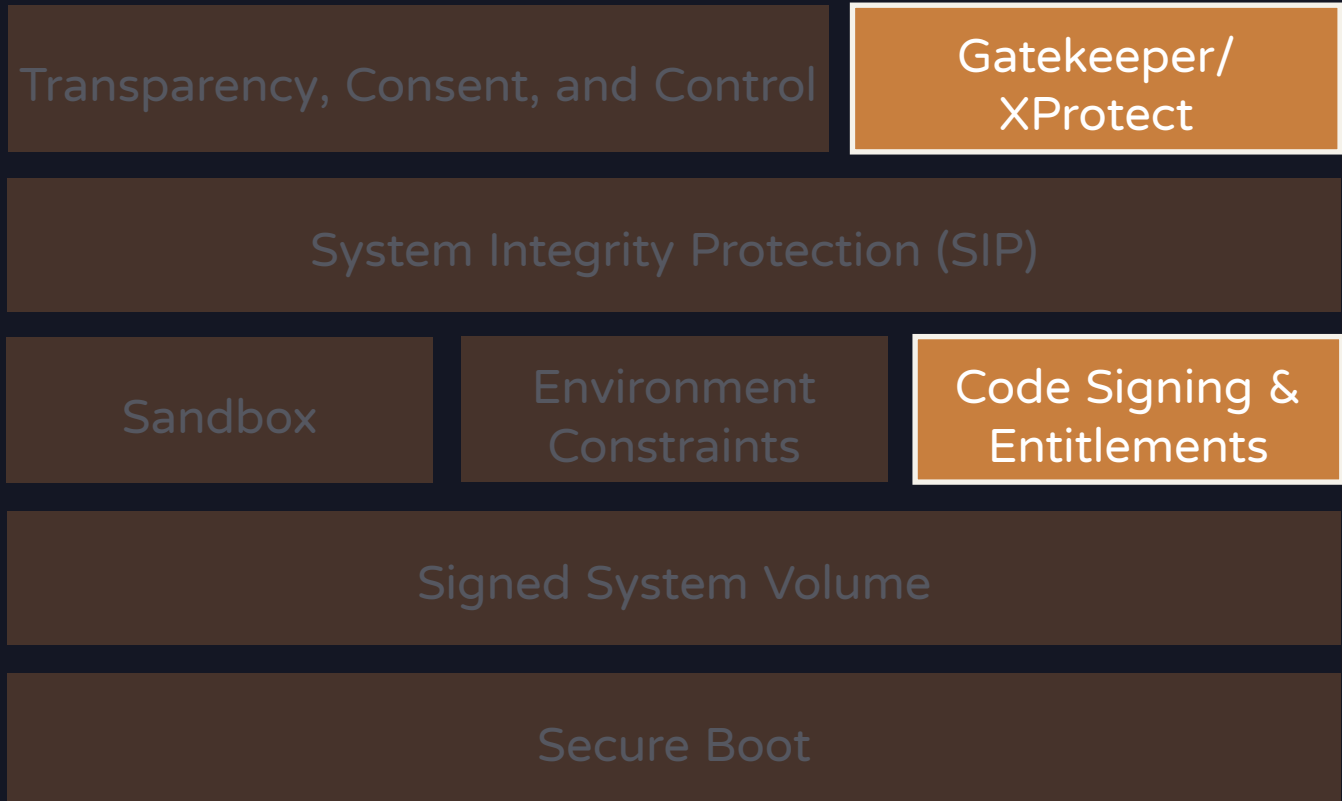 Transparency, Consent, and Control
Gatekeeper/
XProtect
System Integrity Protection (SIP)
Sandbox
Environment
Constraints
Code Signing &
Entitlements
Signed System Volume
Secure Boot